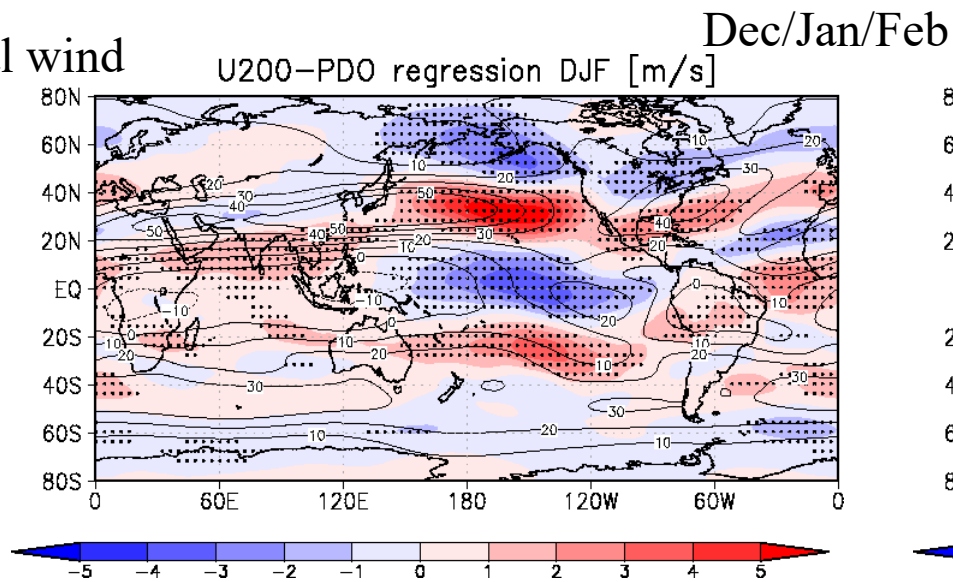 Dec/Jan/Feb
l wind
U200-PDO regression DJF [m/s]
80N
60N
40N
20N
EQ
20S
40S
60S
80S
0 60E 120E 180 120W 60W 0
-5 -4 -3 -2 -1 0 1 2 3 4 5